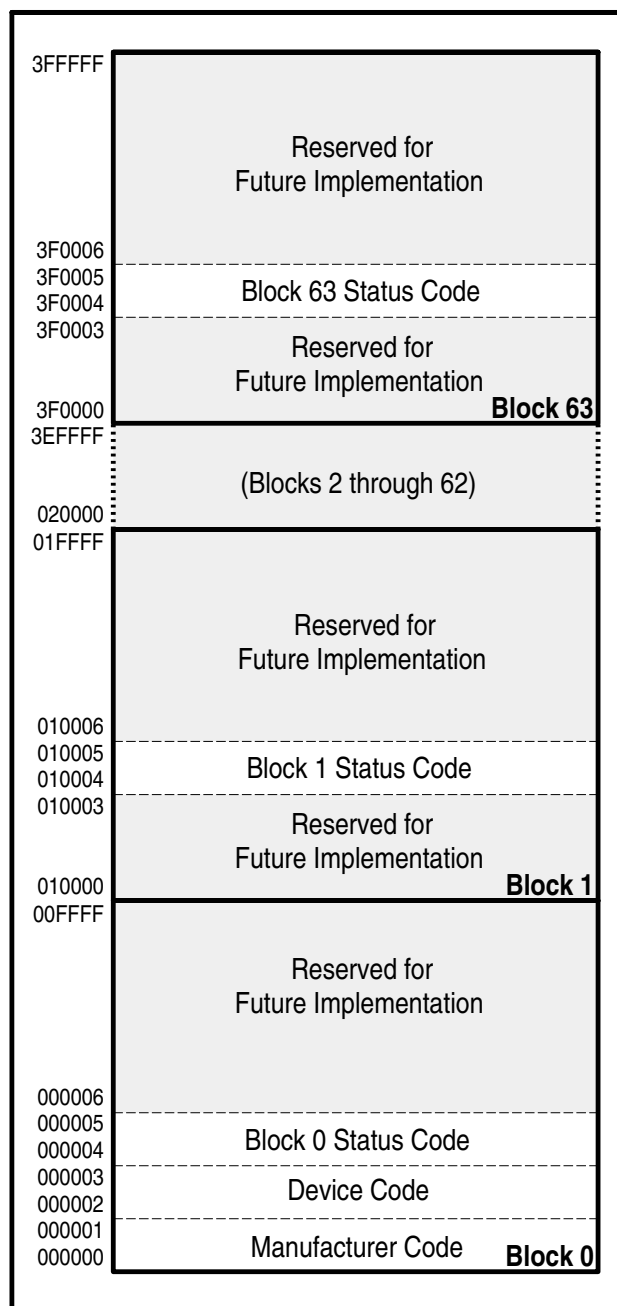 3FFFFF
Reserved for
Future Implementation
3F0006
3F0005
Block 63 Status Code
3F0004
3F0003
Reserved for
Future Implementation
3F0000
Block 63
3EFFFF
(Blocks 2 through 62)
020000
01FFFF
Reserved for
Future Implementation
010006
010005
Block 1 Status Code
010004
010003
Reserved for
Future Implementation
010000
Block 1
00FFFF
Reserved for
Future Implementation
000006
000005
Block 0 Status Code
000004
000003
Device Code
000002
000001
Manufacturer Code
000000
Block 0